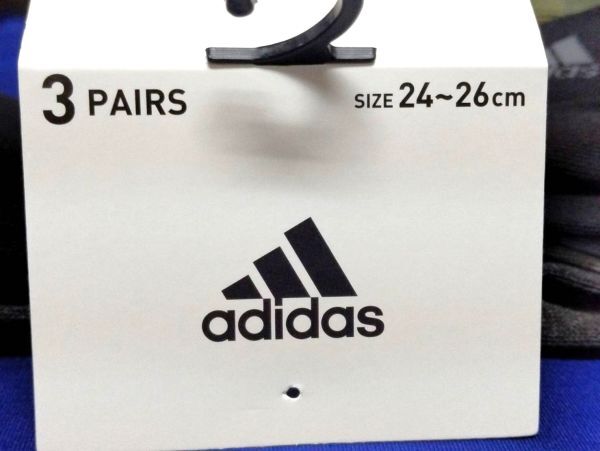 3 PAIRS
SIZE 24~26cm
adidas